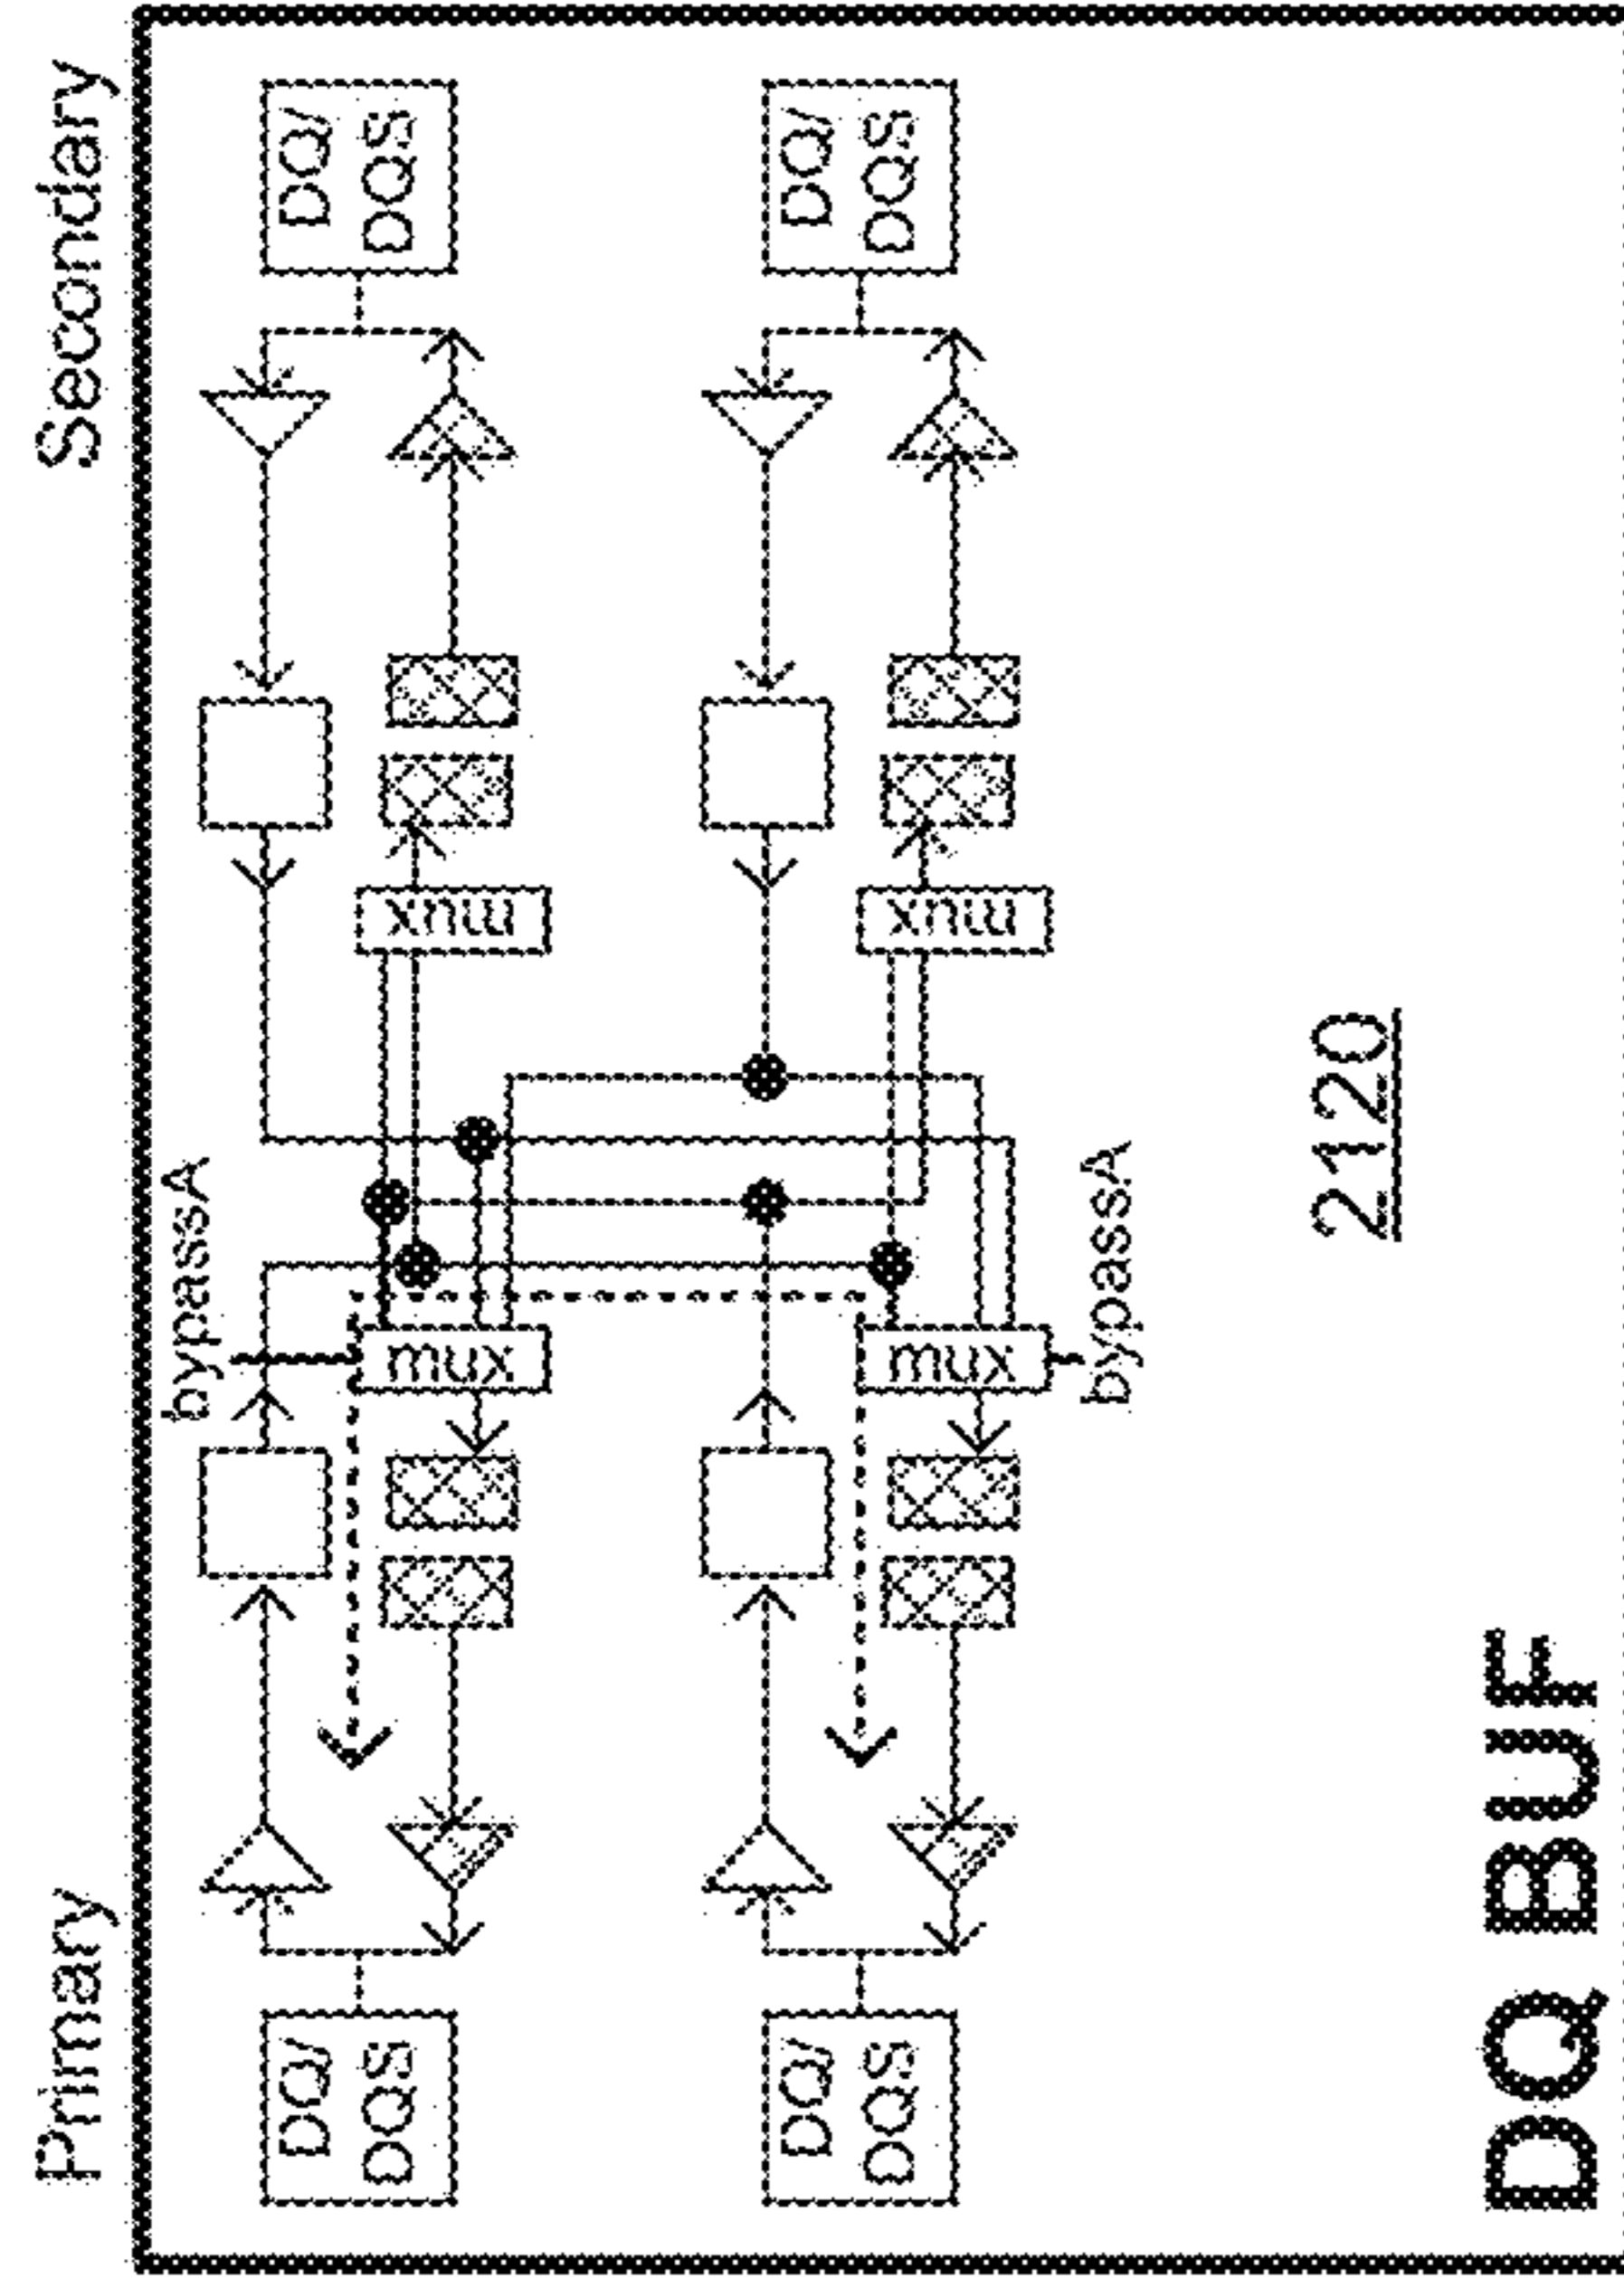 Primary
Secondary
DQ/
DQS
bypassA
mux
mux
DQ/
DQS
DQ/
DQS
mux
mux
DQ/
DQS
bypassA
2120
DQ BUF